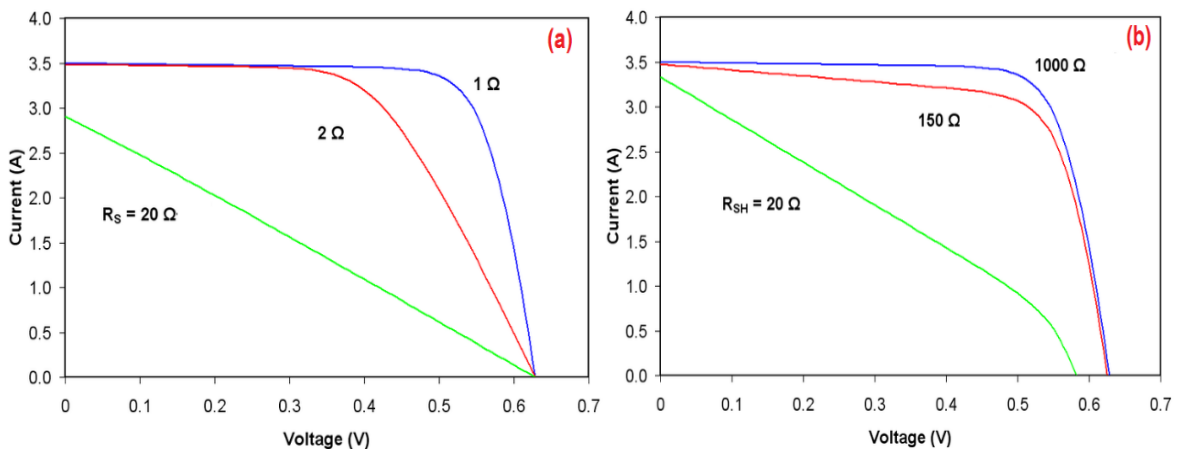 (a)
4.0
3.5
3.0
2.5
2.0
1.5
1.0
0.5
0.0
Current (A)
1 Ω
2 Ω
R_S = 20 Ω
0 0.1 0.2 0.3 0.4 0.5 0.6 0.7
Voltage (V)
(b)
4.0
3.5
3.0
2.5
2.0
1.5
1.0
0.5
0.0
Current (A)
1000 Ω
150 Ω
R_SH = 20 Ω
0 0.1 0.2 0.3 0.4 0.5 0.6 0.7
Voltage (V)